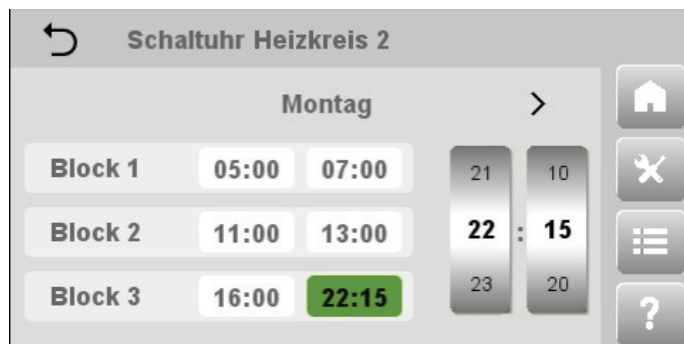 Schaltuhr Heizkreis 2
Montag >
Block 1 05:00 07:00
21 10
Block 2 11:00 13:00
22 : 15
Block 3 16:00 22:15
23 20
?